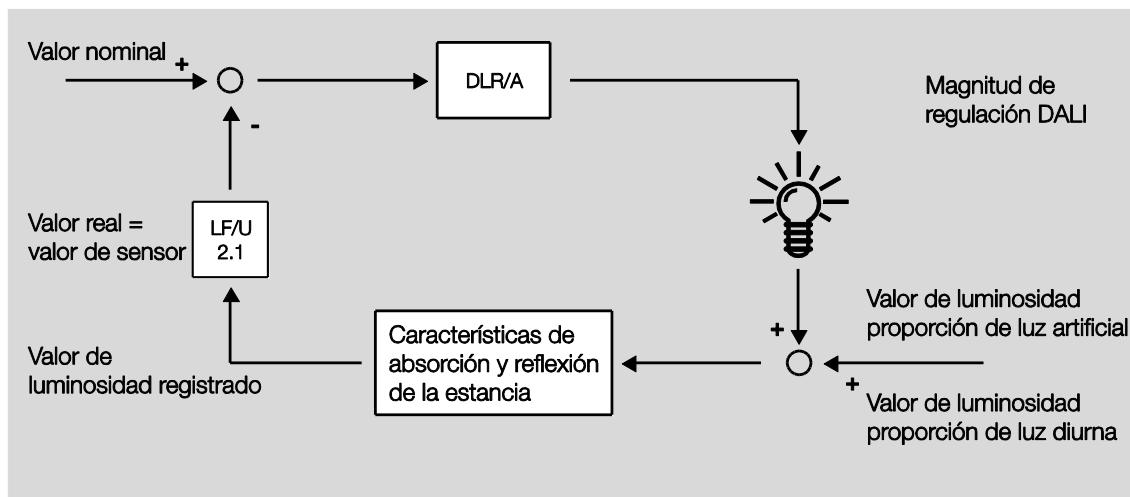 Valor nominal
+
DLR/A
Magnitud de
regulación DALI
-
Valor real =
valor de sensor
LF/U
2.1
Valor de luminosidad
proporción de luz artificial
+
Características de
absorción y reflexión
de la estancia
Valor de
luminosidad registrado
+
Valor de luminosidad
proporción de luz diurna